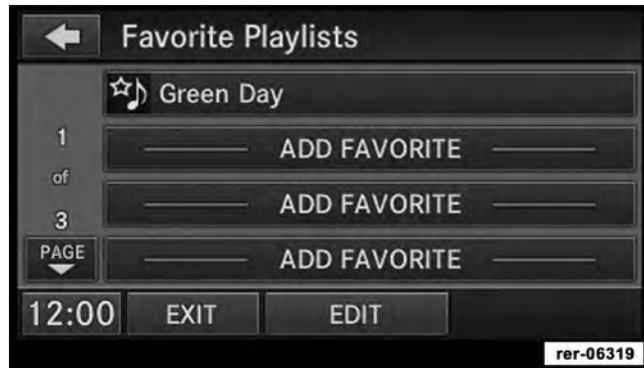 Favorite Playlists
Green Day
1
of
3
PAGE
ADD FAVORITE
ADD FAVORITE
ADD FAVORITE
12:00
EXIT
EDIT
rer-06319